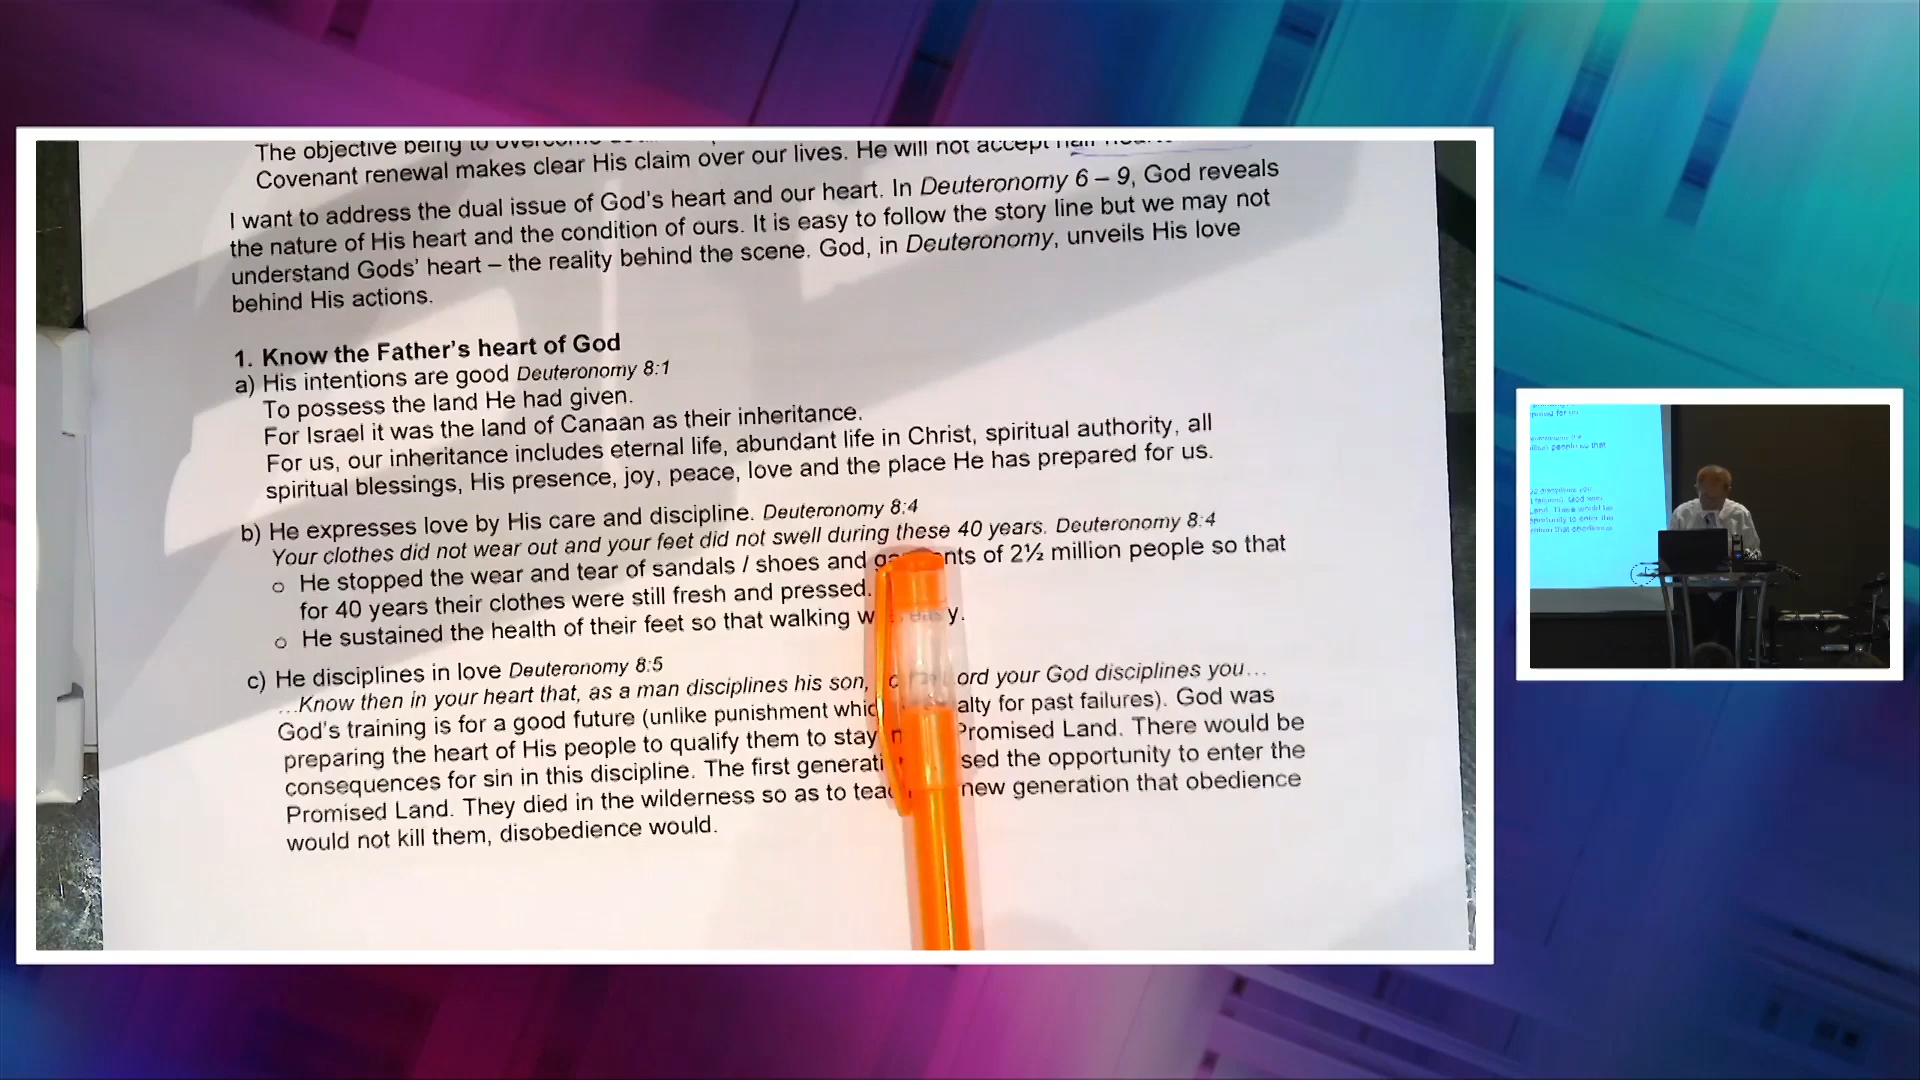 The objective being to
Covenant renewal makes clear His claim over our lives. He will not accept
I want to address the dual issue of God's heart and our heart. In Deuteronomy 6 – 9, God reveals
the nature of His heart and the condition of ours. It is easy to follow the story line but we may not
understand Gods' heart – the reality behind the scene. God, in Deuteronomy, unveils His love
behind His actions.
1. Know the Father's heart of God
a) His intentions are good Deuteronomy 8:1
To possess the land He had given.
For Israel it was the land of Canaan as their inheritance.
For us, our inheritance includes eternal life, abundant life in Christ, spiritual authority, all
spiritual blessings, His presence, joy, peace, love and the place He has prepared for us.
b) He expresses love by His care and discipline. Deuteronomy 8:4
Your clothes did not wear out and your feet did not swell during these 40 years. Deuteronomy 8:4
o He stopped the wear and tear of sandals / shoes and of 2½ million people so that
for 40 years their clothes were still fresh and pressed.
o He sustained the health of their feet so that walking
c) He disciplines in love Deuteronomy 8:5
...Know then in your heart that, as a man disciplines his son, your God disciplines you...
God's training is for a good future (unlike punishment for past failures). God was
preparing the heart of His people to qualify them to stay Promised Land. There would be
consequences for sin in this discipline. The first the opportunity to enter the
Promised Land. They died in the wilderness so as to new generation that obedience
would not kill them, disobedience would.